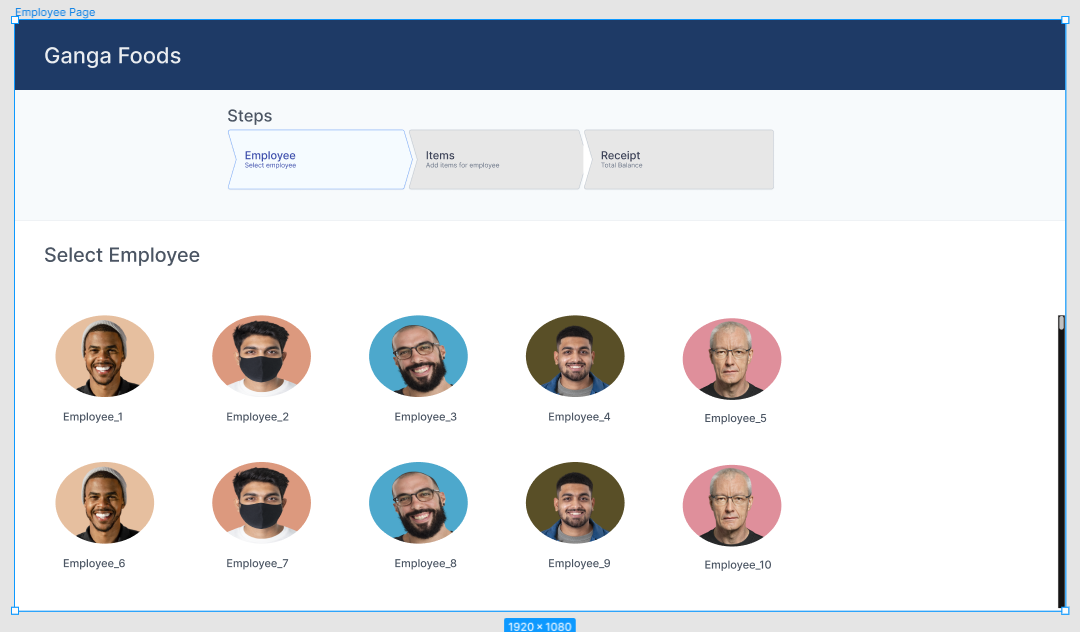 Employee Page
Ganga Foods
Steps
Employee
Select employee
Items
Add items for employee
Receipt
Total Balance
Select Employee
Employee_1
Employee_2
Employee_3
Employee_4
Employee_5
Employee_6
Employee_7
Employee_8
Employee_9
Employee_10
1920 × 1080